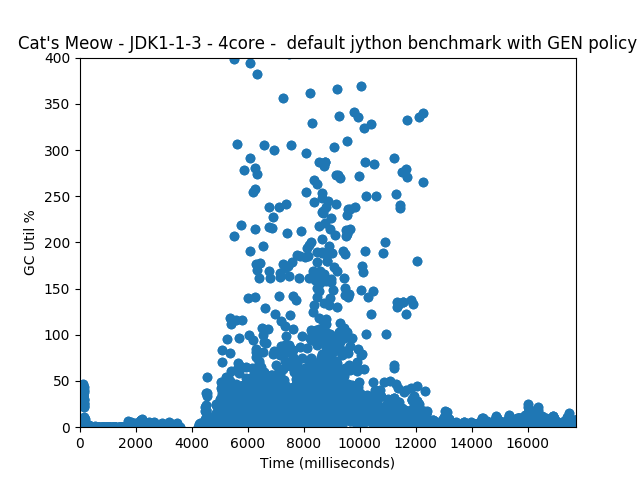 Cat's Meow - JDK1-1-3 - 4core -  default jython benchmark with GEN policy
400
350
300
250
200
150
100
50
0
GC Util %
0 2000 4000 6000 8000 10000 12000 14000 16000
Time (milliseconds)